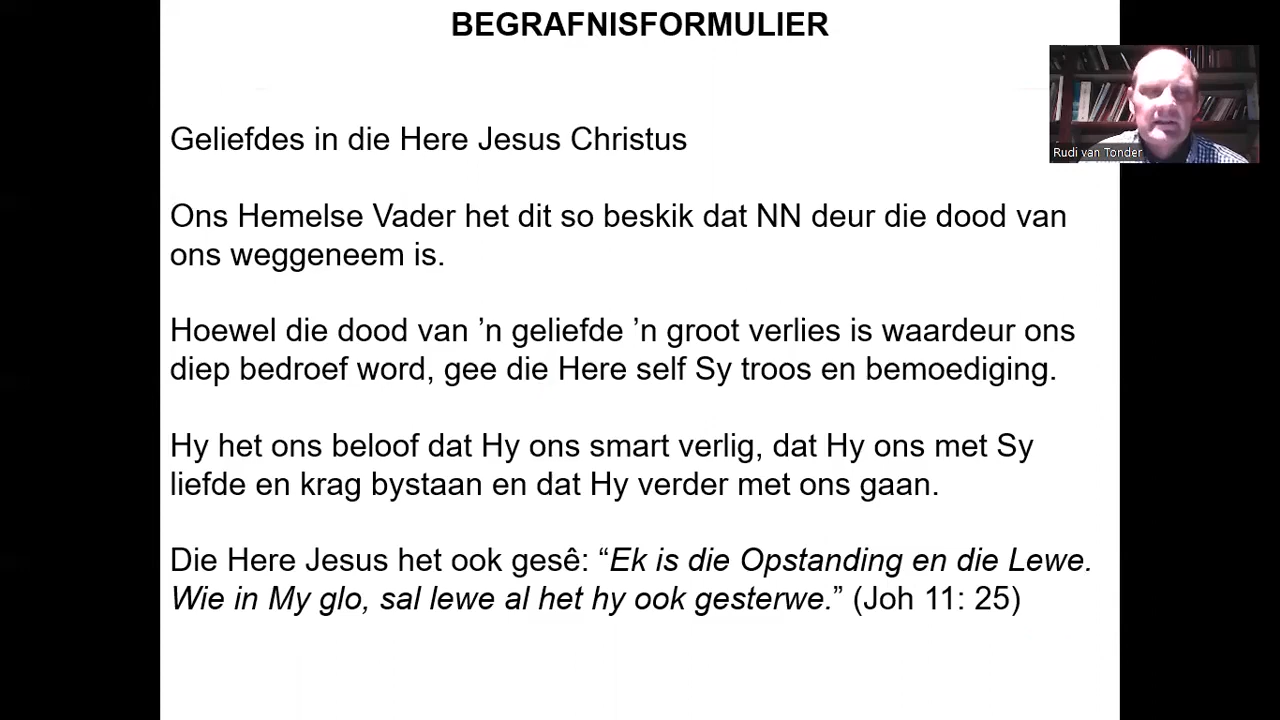 BEGRAFNISFORMULIER
Rudi van Tonder
Geliefdes in die Here Jesus Christus
Ons Hemelse Vader het dit so beskik dat NN deur die dood van
ons weggeneem is.
Hoewel die dood van ’n geliefde ’n groot verlies is waardeur ons
diep bedroef word, gee die Here self Sy troos en bemoediging.
Hy het ons beloof dat Hy ons smart verlig, dat Hy ons met Sy
liefde en krag bystaan en dat Hy verder met ons gaan.
Die Here Jesus het ook gesê: “Ek is die Opstanding en die Lewe.
Wie in My glo, sal lewe al het hy ook gesterwe.” (Joh 11: 25)